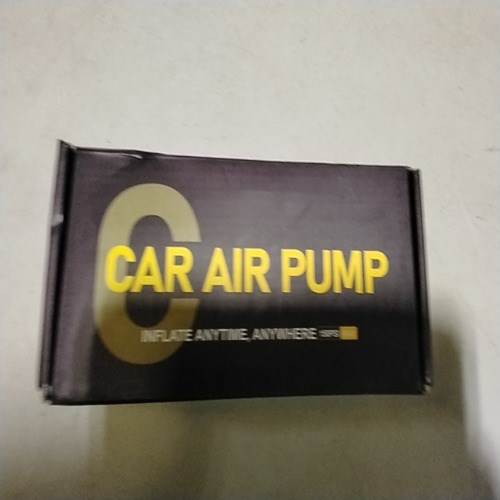 C
CAR AIR PUMP
INFLATE ANYTIME, ANYWHERE